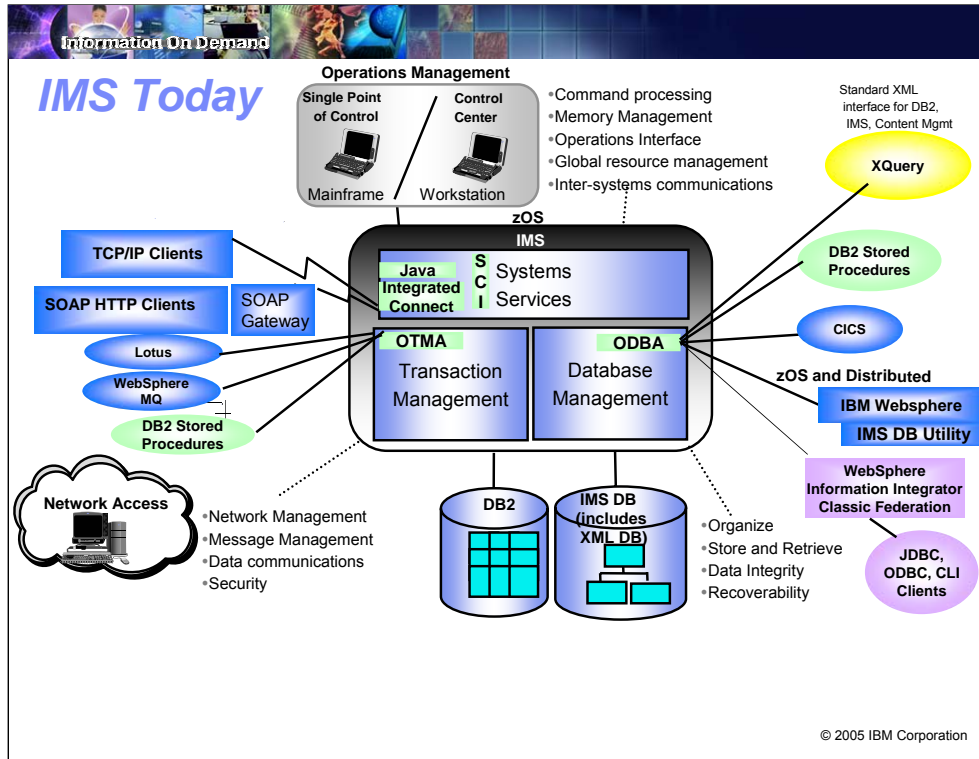 Information On Demand
IMS Today
Operations Management
Single Point
of Control
Control
Center
Mainframe
Workstation
•Command processing
•Memory Management
•Operations Interface
•Global resource management
•Inter-systems communications
Standard XML
interface for DB2,
IMS, Content Mgmt
XQuery
zOS
IMS
TCP/IP Clients
Java
Integrated
Connect
S
C
I
Systems
Services
DB2 Stored
Procedures
SOAP HTTP Clients
SOAP
Gateway
OTMA
Transaction
Management
ODBA
Database
Management
CICS
Lotus
WebSphere
MQ
DB2 Stored
Procedures
zOS and Distributed
IBM Websphere
IMS DB Utility
WebSphere
Information Integrator
Classic Federation
JDBC,
ODBC, CLI
Clients
Network Access
•Network Management
•Message Management
•Data communications
•Security
DB2
IMS DB
(includes
XML DB)
•Organize
•Store and Retrieve
•Data Integrity
•Recoverability
© 2005 IBM Corporation